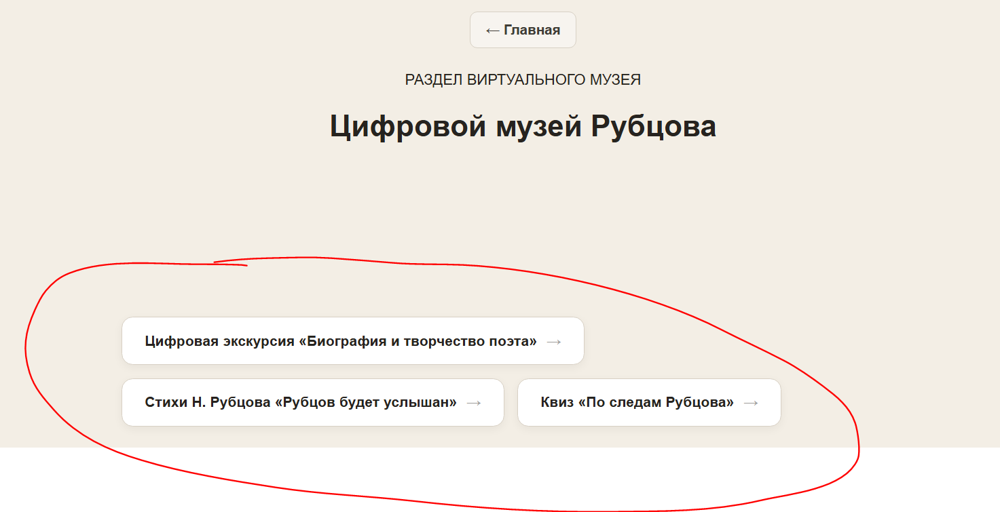 ← Главная
РАЗДЕЛ ВИРТУАЛЬНОГО МУЗЕЯ
Цифровой музей Рубцова
Цифровая экскурсия «Биография и творчество поэта» →
Стихи Н. Рубцова «Рубцов будет услышан» →
Квиз «По следам Рубцова» →